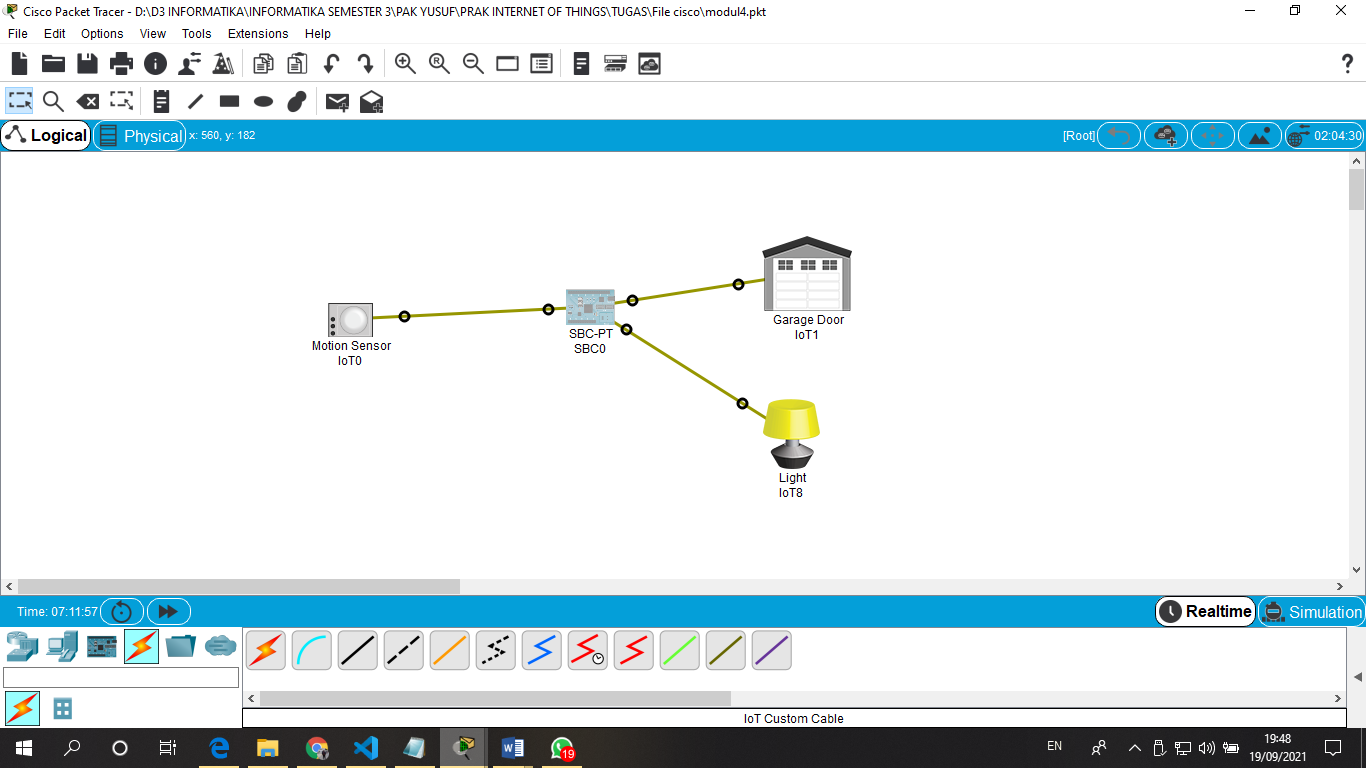 Cisco Packet Tracer - D:\D3 INFORMATIKA\INFORMATIKA SEMESTER 3\PAK YUSUF\PRAK INTERNET OF THINGS\TUGAS\File cisco\modul4.pkt
File Edit Options View Tools Extensions Help
Logical Physical x: 560, y: 182 [Root] 02:04:30
Garage Door
IoT1
SBC-PT
SBC0
Motion Sensor
IoT0
Light
IoT8
Time: 07:11:57 Realtime Simulation
IoT Custom Cable
19 EN 19:48
19/09/2021